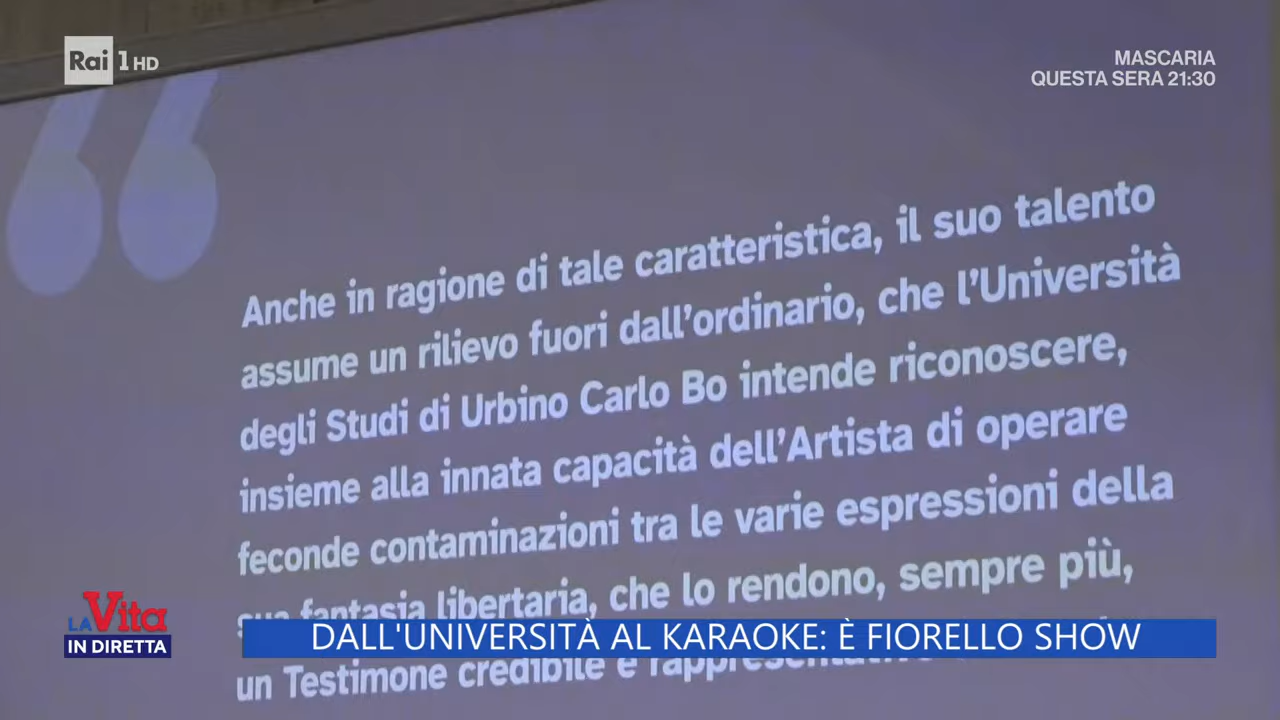 Rai 1 HD
MASCARIA
QUESTA SERA 21:30
“
Anche in ragione di tale caratteristica, il suo talento
assume un rilievo fuori dall’ordinario, che l’Università
degli Studi di Urbino Carlo Bo intende riconoscere,
insieme alla innata capacità dell’Artista di operare
feconde contaminazioni tra le varie espressioni della
sua fantasia libertaria, che lo rendono, sempre più,
un Testimone credibile e
LA Vita
IN DIRETTA
DALL'UNIVERSITÀ AL KARAOKE: È FIORELLO SHOW